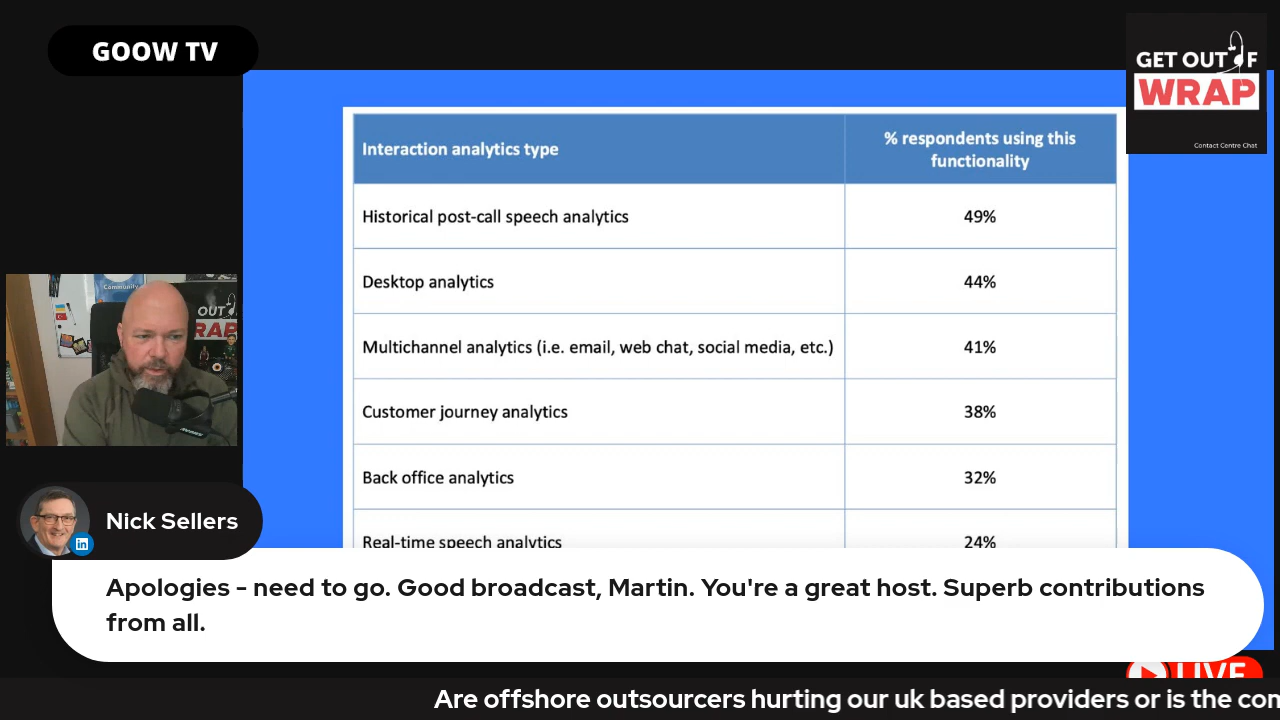 GOOW TV
GET OUT OF
WRAP
Contact Centre Chat
Interaction analytics type
% respondents using this
functionality
Historical post-call speech analytics
49%
Desktop analytics
44%
Multichannel analytics (i.e. email, web chat, social media, etc.)
41%
Customer journey analytics
38%
Back office analytics
32%
Real-time speech analytics
24%
Community
OUT
RAP
Nick Sellers
in
Apologies - need to go. Good broadcast, Martin. You're a great host. Superb contributions
from all.
LIVE
Are offshore outsourcers hurting our uk based providers or is the con